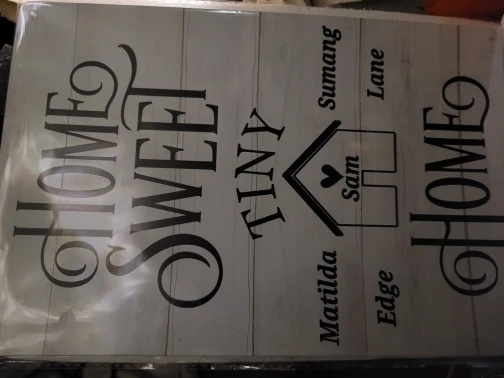 HOME
SWEET
TINY
Matilda Sumang
Sam
Edge Lane
HOME